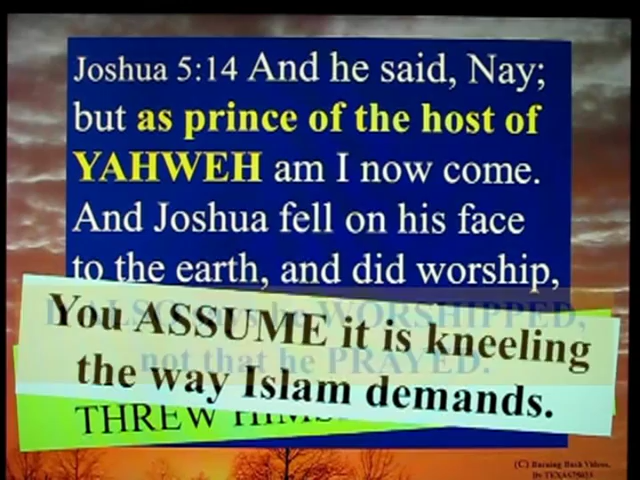 Joshua 5:14 And he said, Nay;
but as prince of the host of
YAHWEH am I now come.
And Joshua fell on his face
to the earth, and did worship,
WORSHIPPED,
not that he PRAYED.
You ASSUME it is kneeling
the way Islam demands.
THREW
(C) Burning Bush Videos,